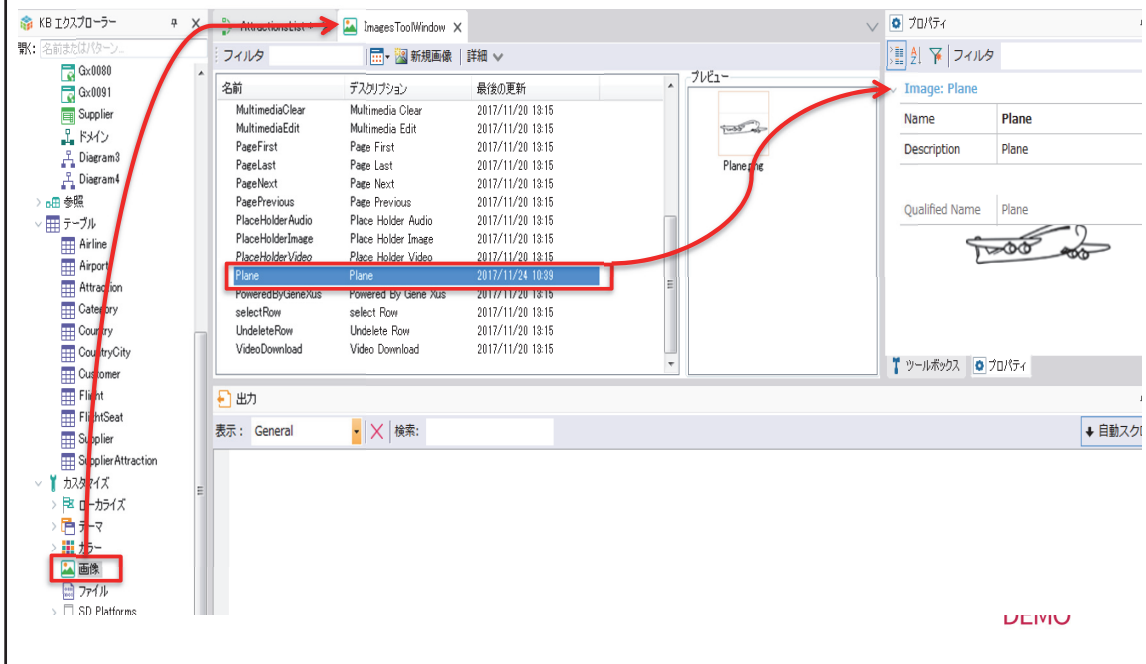 KB エクスプローラー
開く: 名前またはパターン...
Gx0080
Gx0091
Supplier
ドメイン
Diagram3
Diagram4
参照
テーブル
Airline
Airport
Attraction
Category
Country
CountryCity
Customer
Flight
FlightSeat
Supplier
SupplierAttraction
カスタマイズ
ローカライズ
テーマ
カラー
画像
ファイル
SD Platforms
AttractionsList
ImagesToolWindow X
フィルタ 新規画像 詳細
名前 デスクリプション 最後の更新
MultimediaClear Multimedia Clear 2017/11/20 13:15
MultimediaEdit Multimedia Edit 2017/11/20 13:15
PageFirst Page First 2017/11/20 13:15
PageLast Page Last 2017/11/20 13:15
PageNext Page Next 2017/11/20 13:15
PagePrevious Page Previous 2017/11/20 13:15
PlaceHolderAudio Place Holder Audio 2017/11/20 13:15
PlaceHolderImage Place Holder Image 2017/11/20 13:15
PlaceHolderVideo Place Holder Video 2017/11/20 13:15
Plane Plane 2017/11/24 10:39
PoweredByGeneXus Powered By Gene Xus 2017/11/20 13:15
selectRow select Row 2017/11/20 13:15
UndeleteRow Undelete Row 2017/11/20 13:15
VideoDownload Video Download 2017/11/20 13:15
プレビュー
Plane.png
プロパティ
フィルタ
Image: Plane
Name Plane
Description Plane
Qualified Name Plane
ツールボックス プロパティ
出力
表示: General 検索:
自動スクロ
DEMO